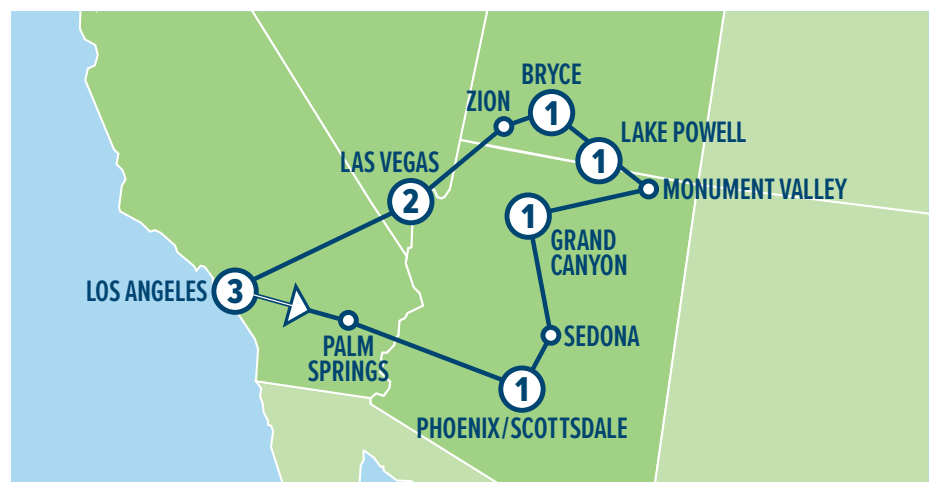 BRYCE
1
ZION
LAKE POWELL
1
LAS VEGAS
2
MONUMENT VALLEY
1
GRAND
CANYON
LOS ANGELES
3
PALM
SPRINGS
SEDONA
1
PHOENIX/SCOTTSDALE